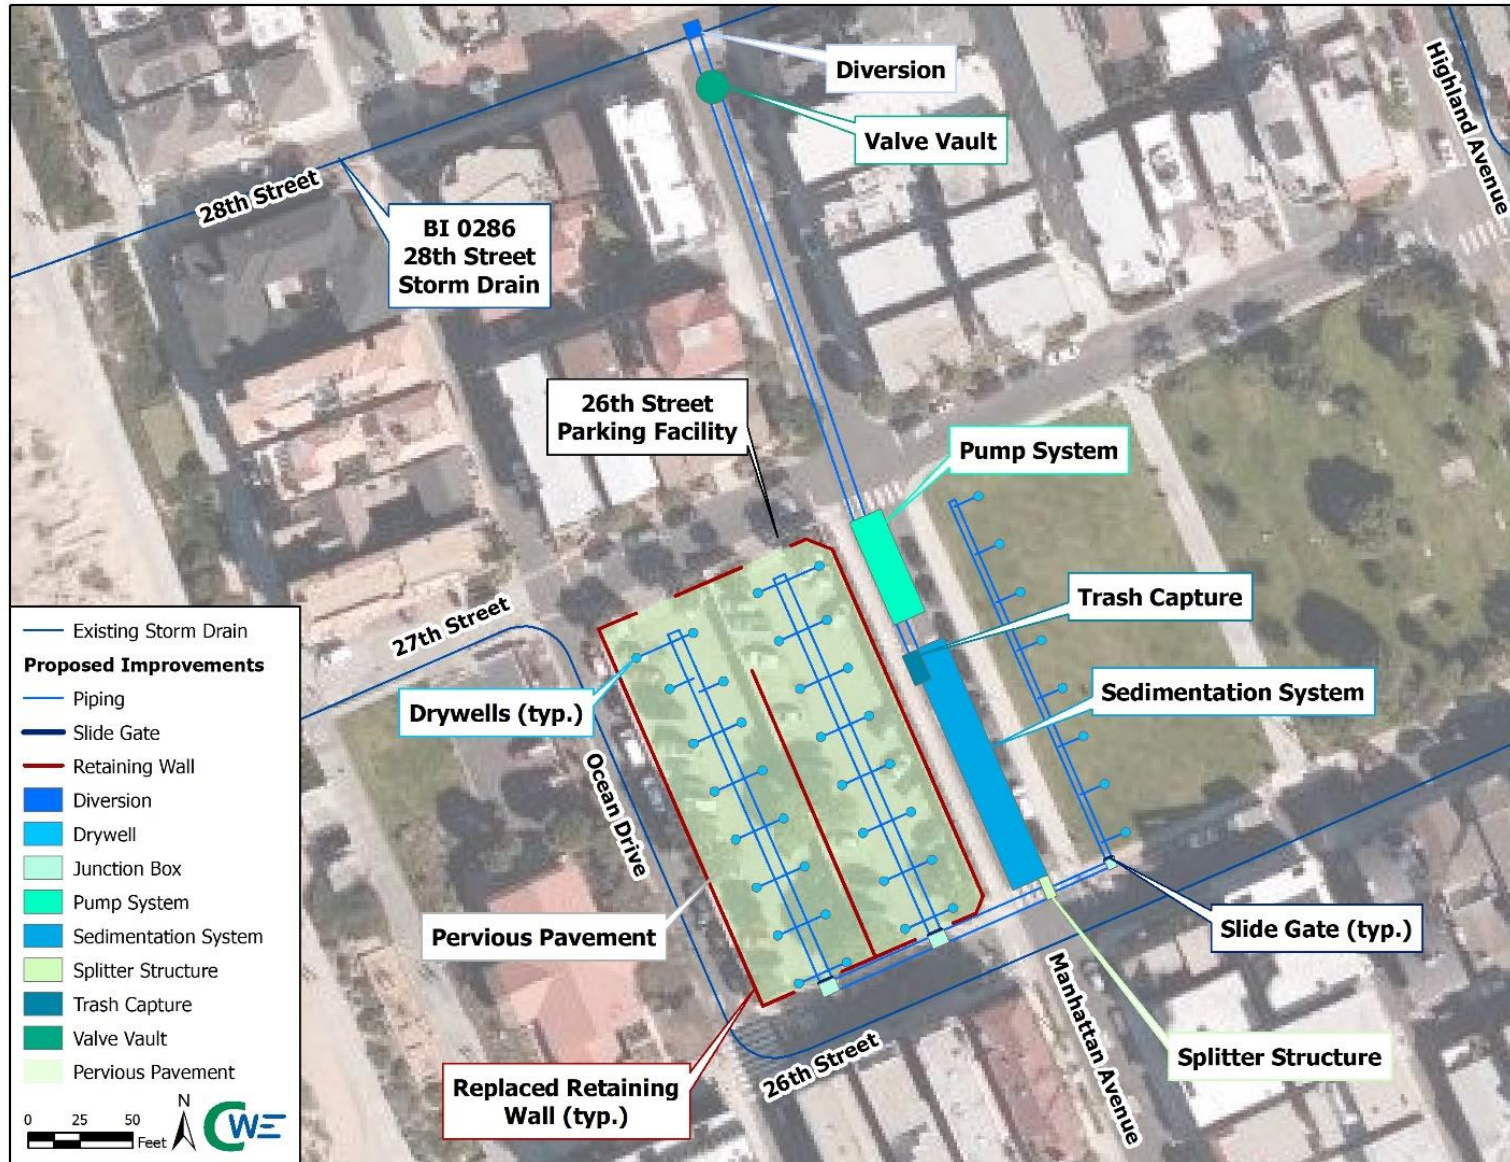 Diversion
Valve Vault
Highland Avenue
28th Street
BI 0286
28th Street
Storm Drain
26th Street
Parking Facility
Pump System
Trash Capture
27th Street
Sedimentation System
Drywells (typ.)
Ocean Drive
Pervious Pavement
Slide Gate (typ.)
Manhattan Avenue
26th Street
Splitter Structure
Replaced Retaining
Wall (typ.)
Existing Storm Drain
Proposed Improvements
Piping
Slide Gate
Retaining Wall
Diversion
Drywell
Junction Box
Pump System
Sedimentation System
Splitter Structure
Trash Capture
Valve Vault
Pervious Pavement
0 25 50
Feet
N
CWE